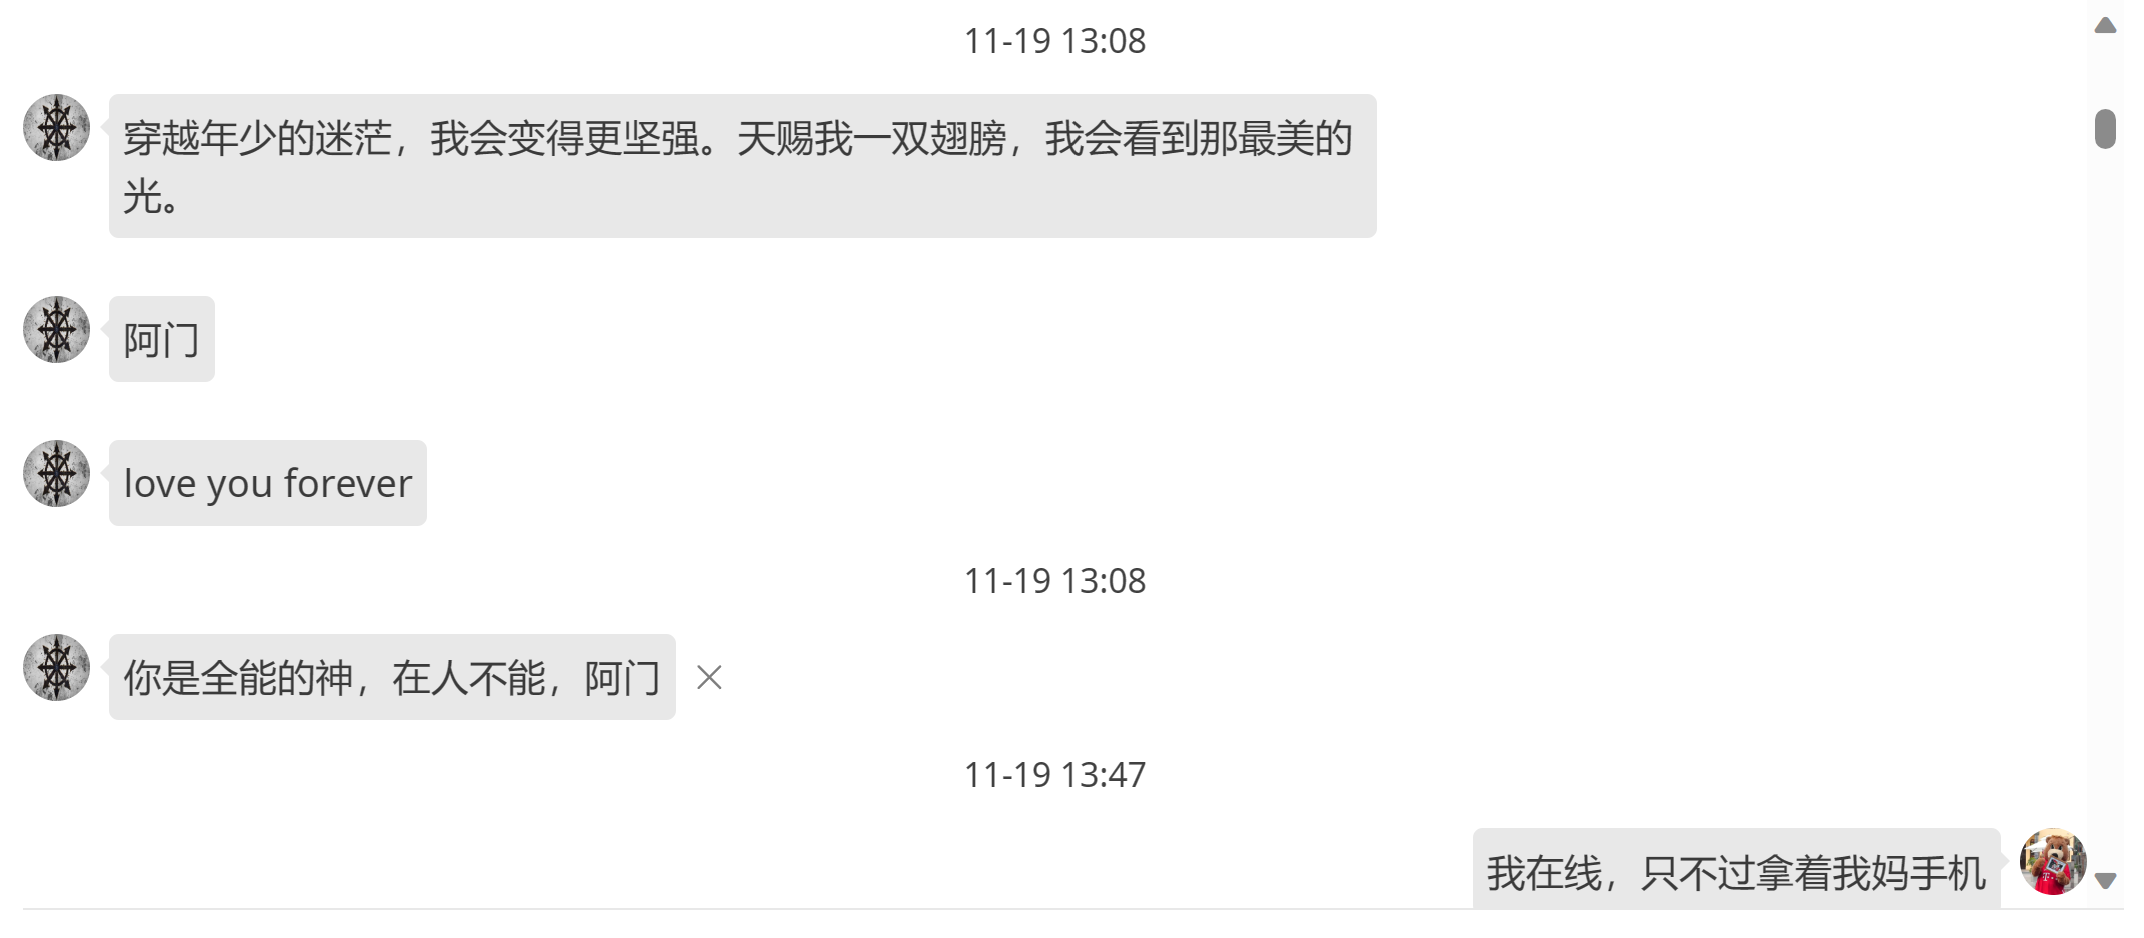 11-19 13:08
穿越年少的迷茫，我会变得更坚强。天赐我一双翅膀，我会看到那最美的
光。
阿门
love you forever
11-19 13:08
你是全能的神，在人不能，阿门
11-19 13:47
我在线，只不过拿着我妈手机